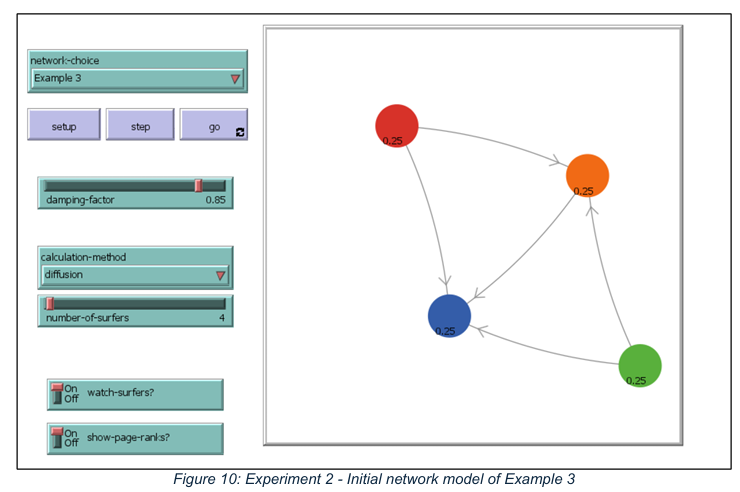 network-choice
Example 3
setup
step
go
damping-factor
0.85
calculation-method
diffusion
number-of-surfers
4
On
Off
watch-surfers?
On
Off
show-page-ranks?
0.25
0.25
0.25
0.25
Figure 10: Experiment 2 - Initial network model of Example 3